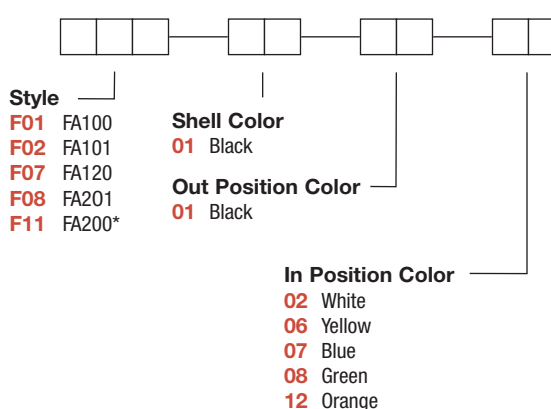 Style
F01 FA100
F02 FA101
F07 FA120
F08 FA201
F11 FA200*
Shell Color
01 Black
Out Position Color
01 Black
In Position Color
02 White
06 Yellow
07 Blue
08 Green
12 Orange